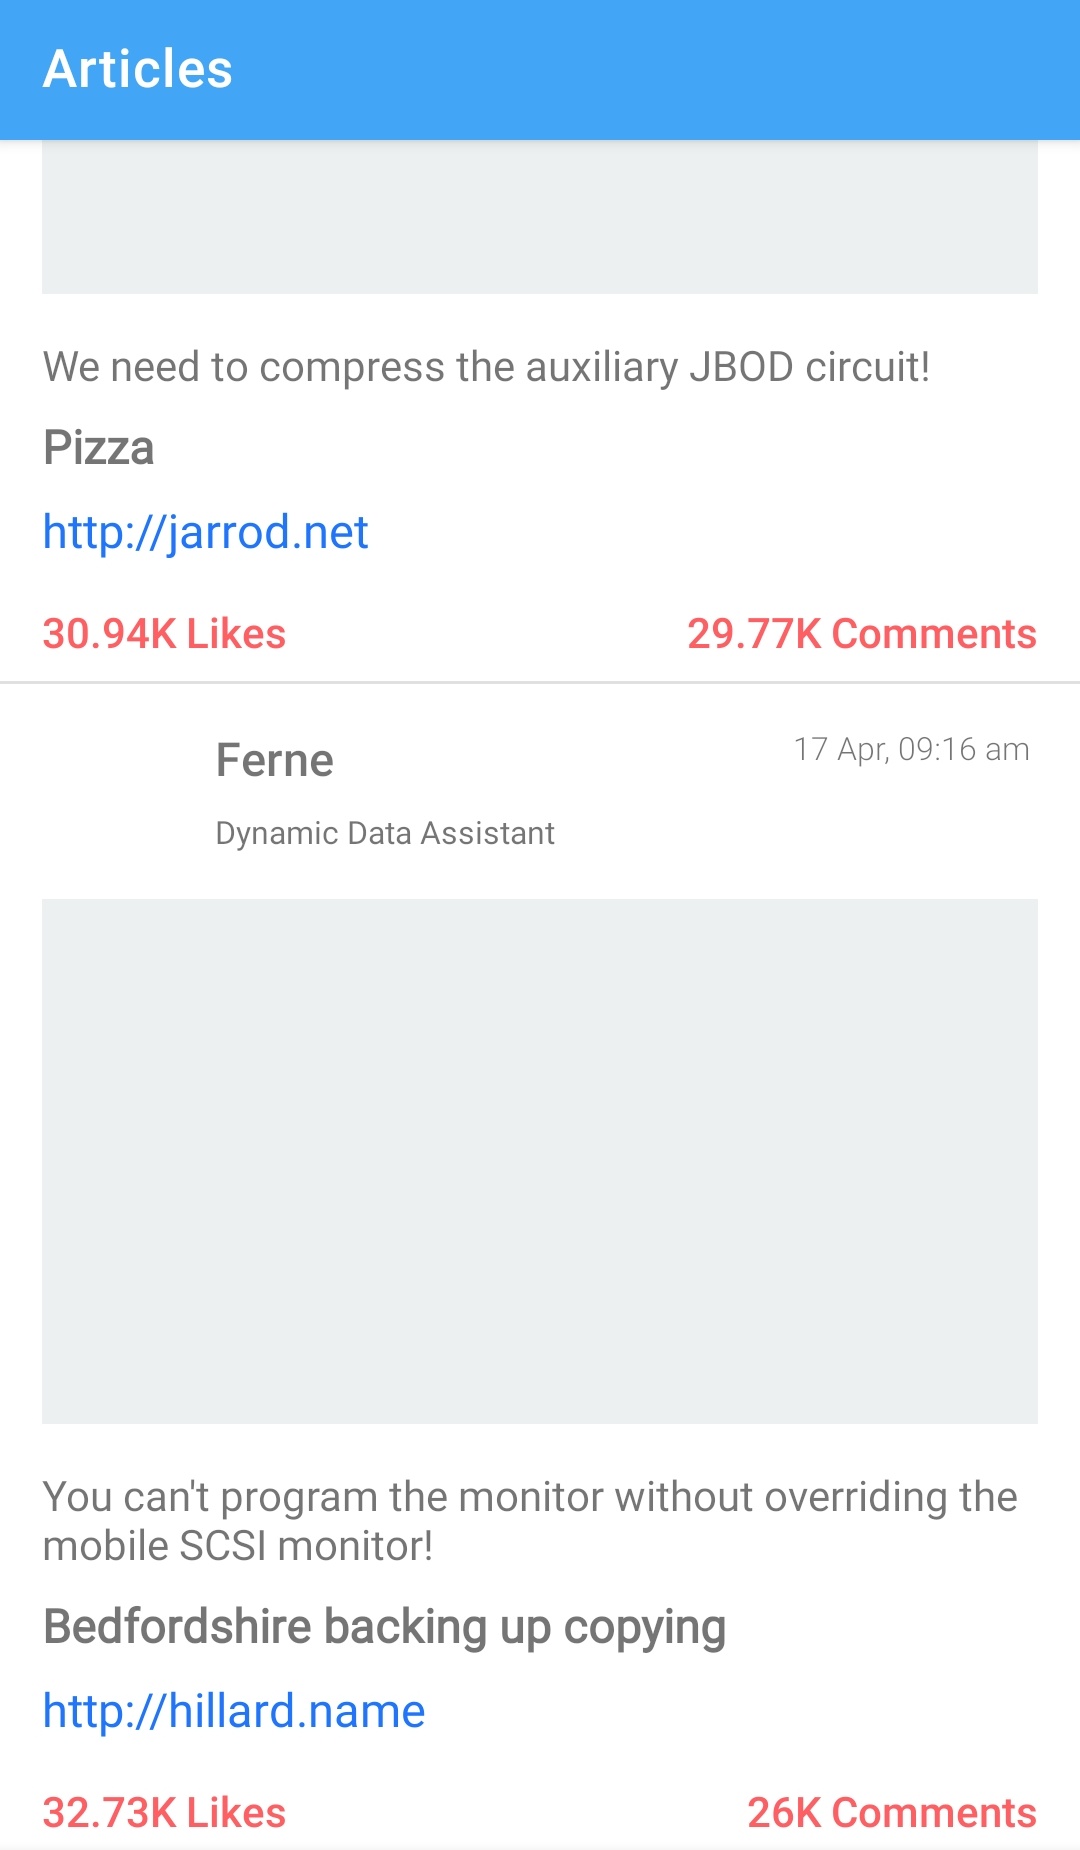 Articles
We need to compress the auxiliary JBOD circuit!
Pizza
http://jarrod.net
30.94K Likes
29.77K Comments
Ferne
17 Apr, 09:16 am
Dynamic Data Assistant
You can't program the monitor without overriding the
mobile SCSI monitor!
Bedfordshire backing up copying
http://hillard.name
32.73K Likes
26K Comments